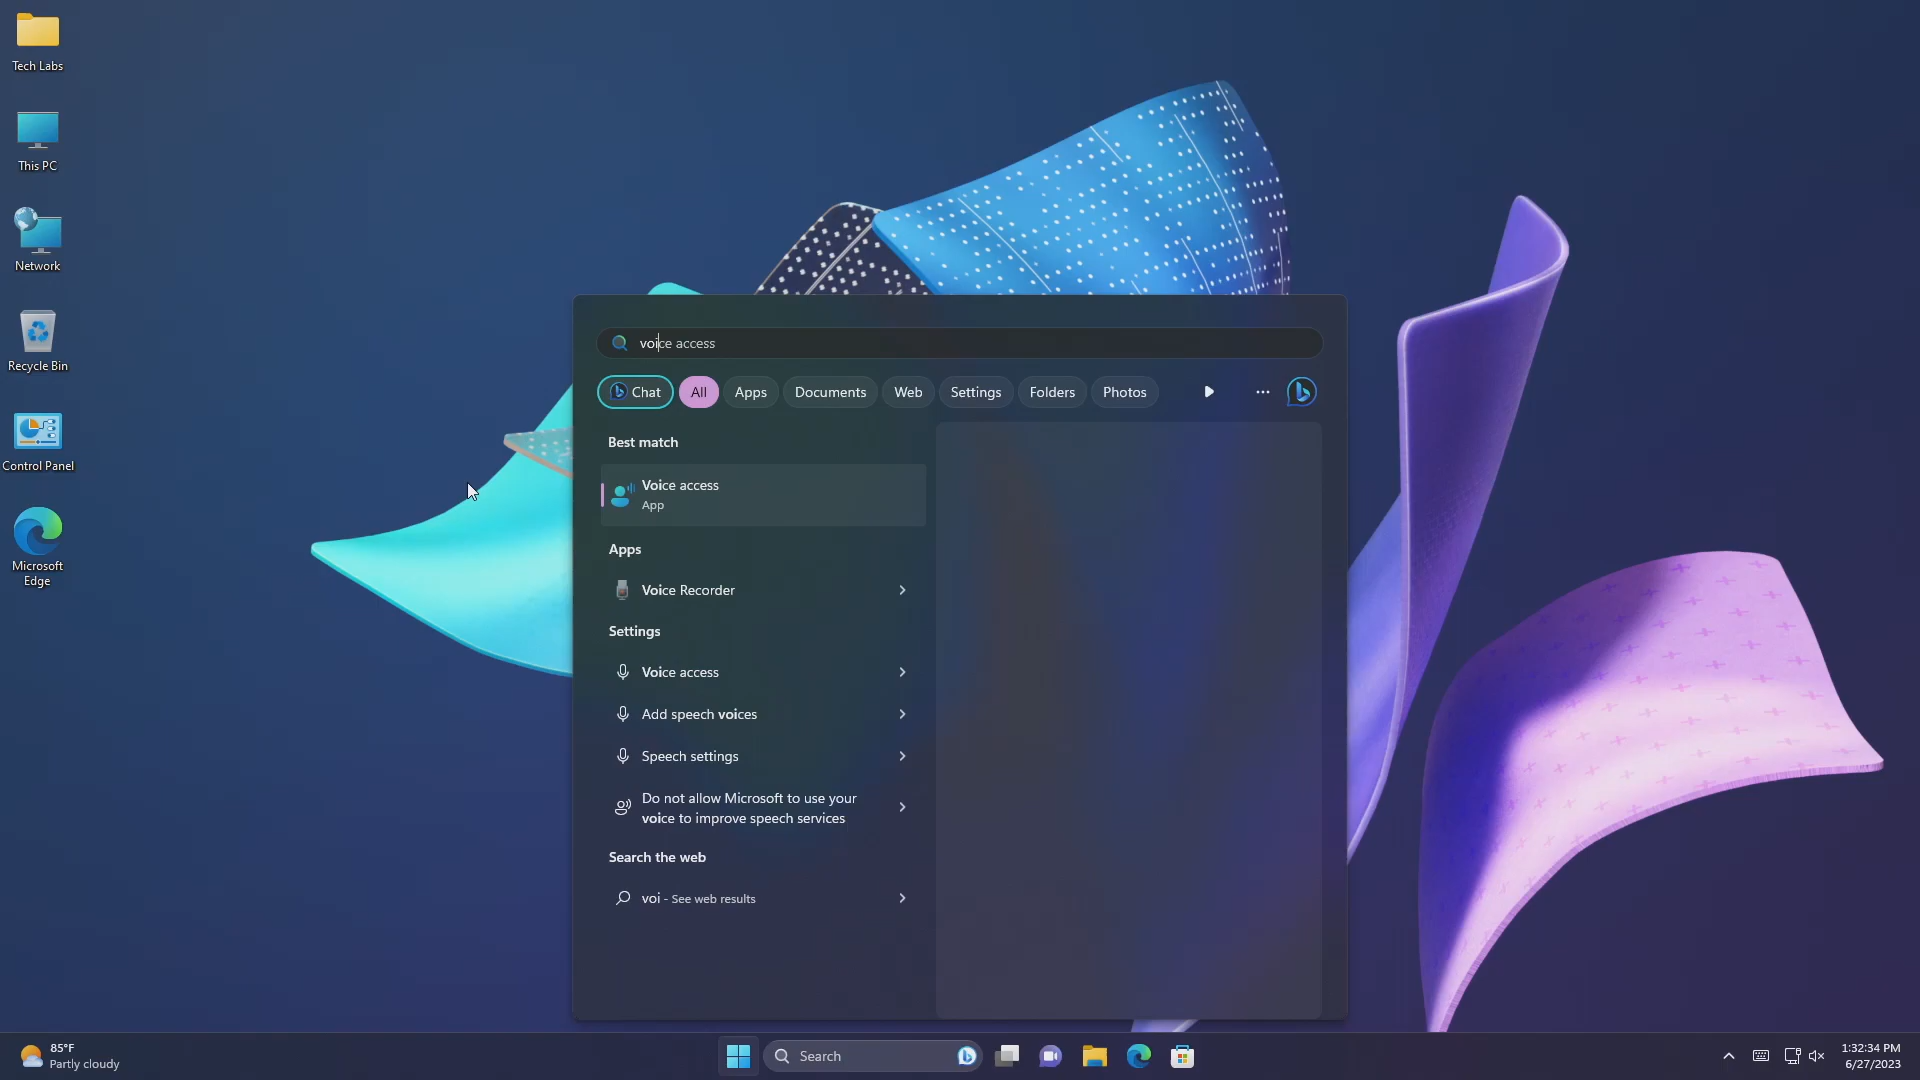 Tech Labs
This PC
Network
Recycle Bin
Control Panel
Microsoft
Edge
voice access
Chat
All
Apps
Documents
Web
Settings
Folders
Photos
Best match
Voice access
App
Apps
Voice Recorder
Settings
Voice access
Add speech voices
Speech settings
Do not allow Microsoft to use your
voice to improve speech services
Search the web
voi - See web results
85°F
Partly cloudy
Search
1:32:34 PM
6/27/2023